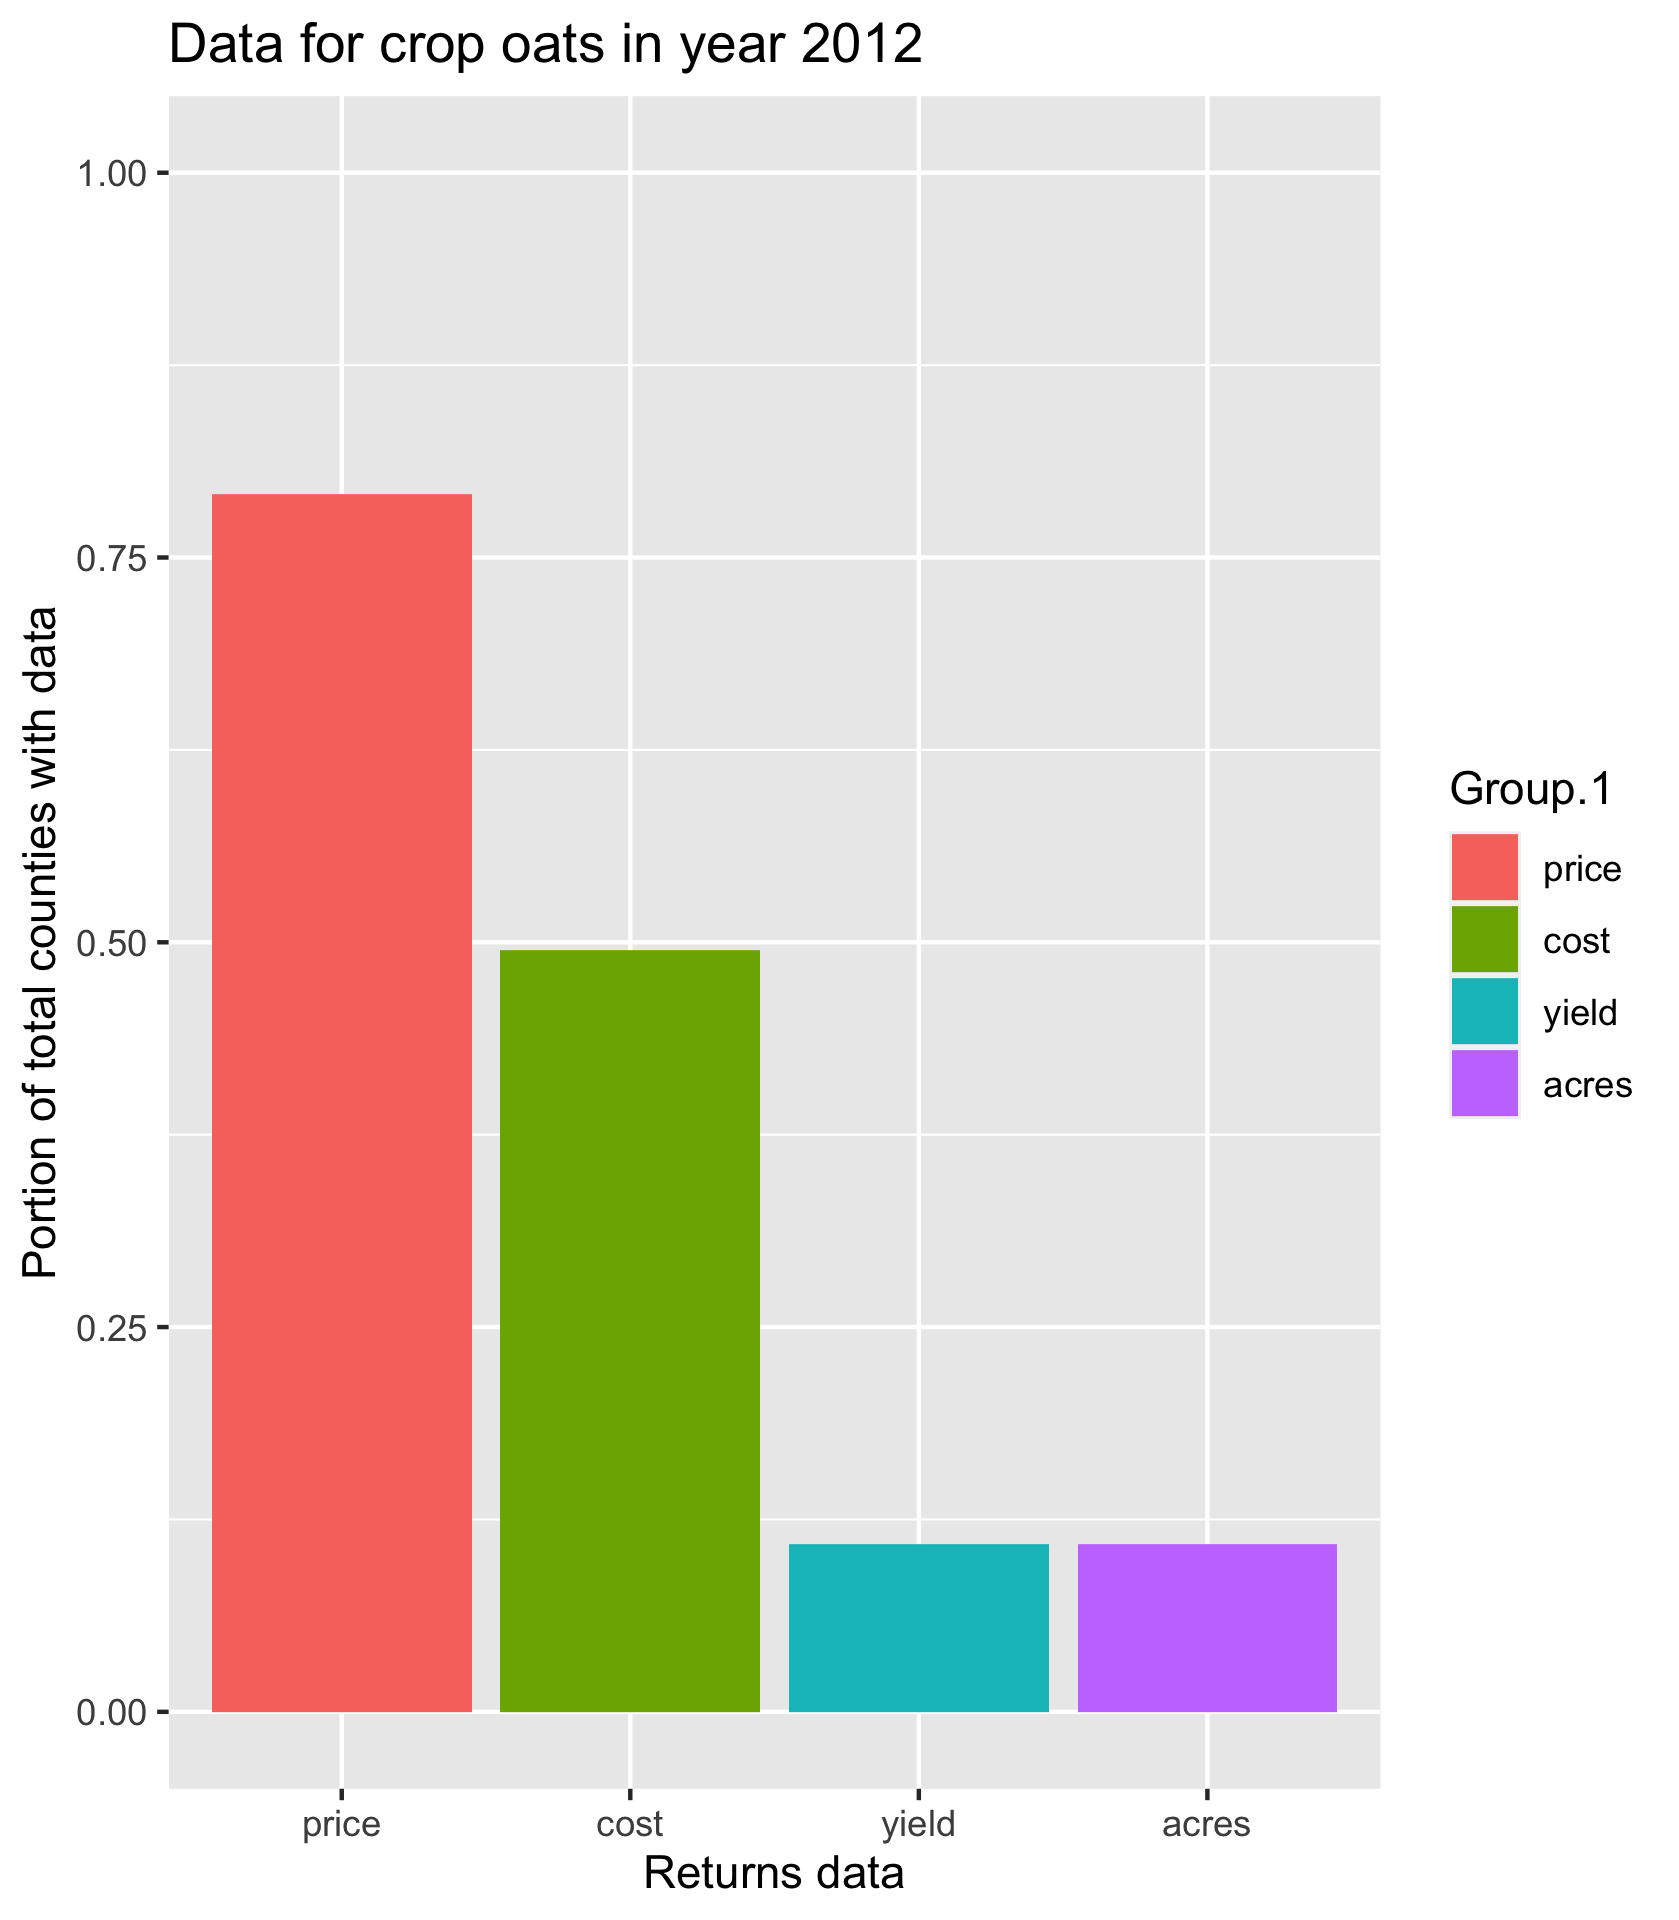 Data for crop oats in year 2012
Portion of total counties with data
1.00
0.75
0.50
0.25
0.00
price
cost
yield
acres
Returns data
Group.1
price
cost
yield
acres